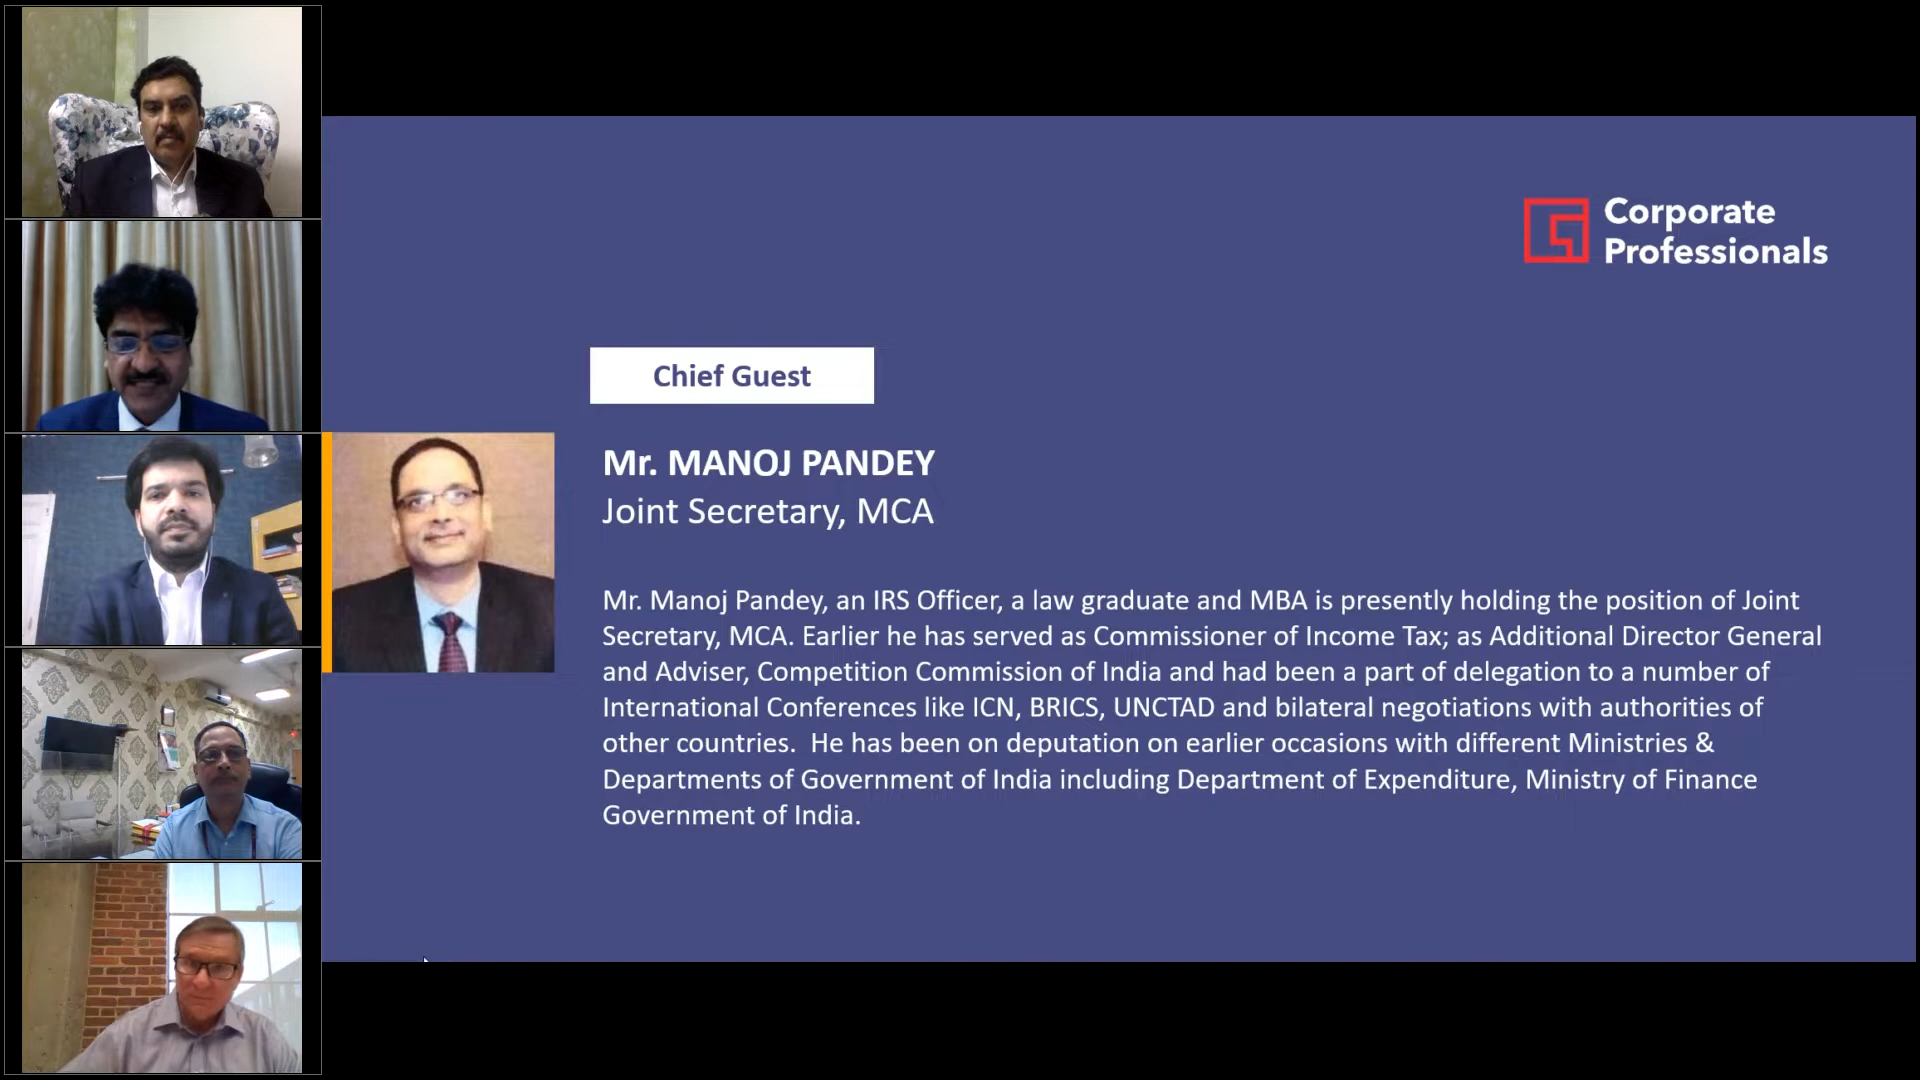 Corporate
Professionals
Chief Guest
Mr. MANOJ PANDEY
Joint Secretary, MCA
Mr. Manoj Pandey, an IRS Officer, a law graduate and MBA is presently holding the position of Joint
Secretary, MCA. Earlier he has served as Commissioner of Income Tax; as Additional Director General
and Adviser, Competition Commission of India and had been a part of delegation to a number of
International Conferences like ICN, BRICS, UNCTAD and bilateral negotiations with authorities of
other countries.  He has been on deputation on earlier occasions with different Ministries &
Departments of Government of India including Department of Expenditure, Ministry of Finance
Government of India.